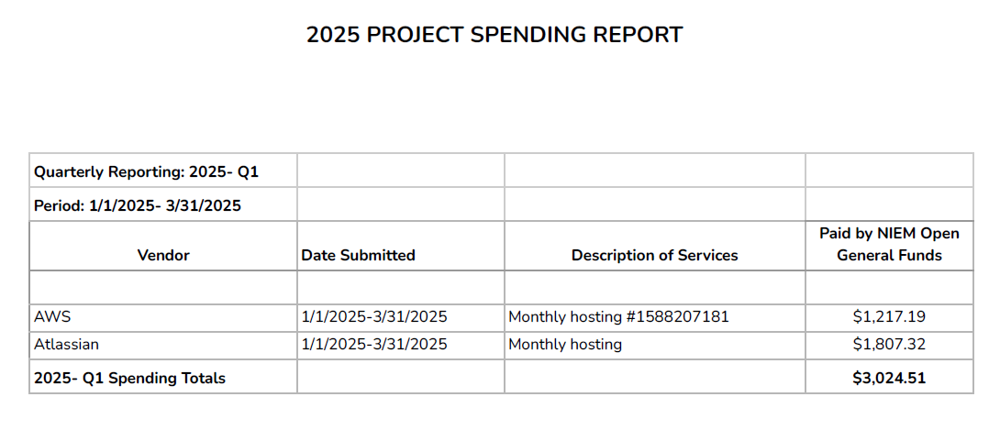 2025 PROJECT SPENDING REPORT
Quarterly Reporting: 2025- Q1
Period: 1/1/2025- 3/31/2025
Vendor Date Submitted Description of Services Paid by NIEM Open General Funds
AWS 1/1/2025-3/31/2025 Monthly hosting #1588207181 $1,217.19
Atlassian 1/1/2025-3/31/2025 Monthly hosting $1,807.32
2025- Q1 Spending Totals $3,024.51